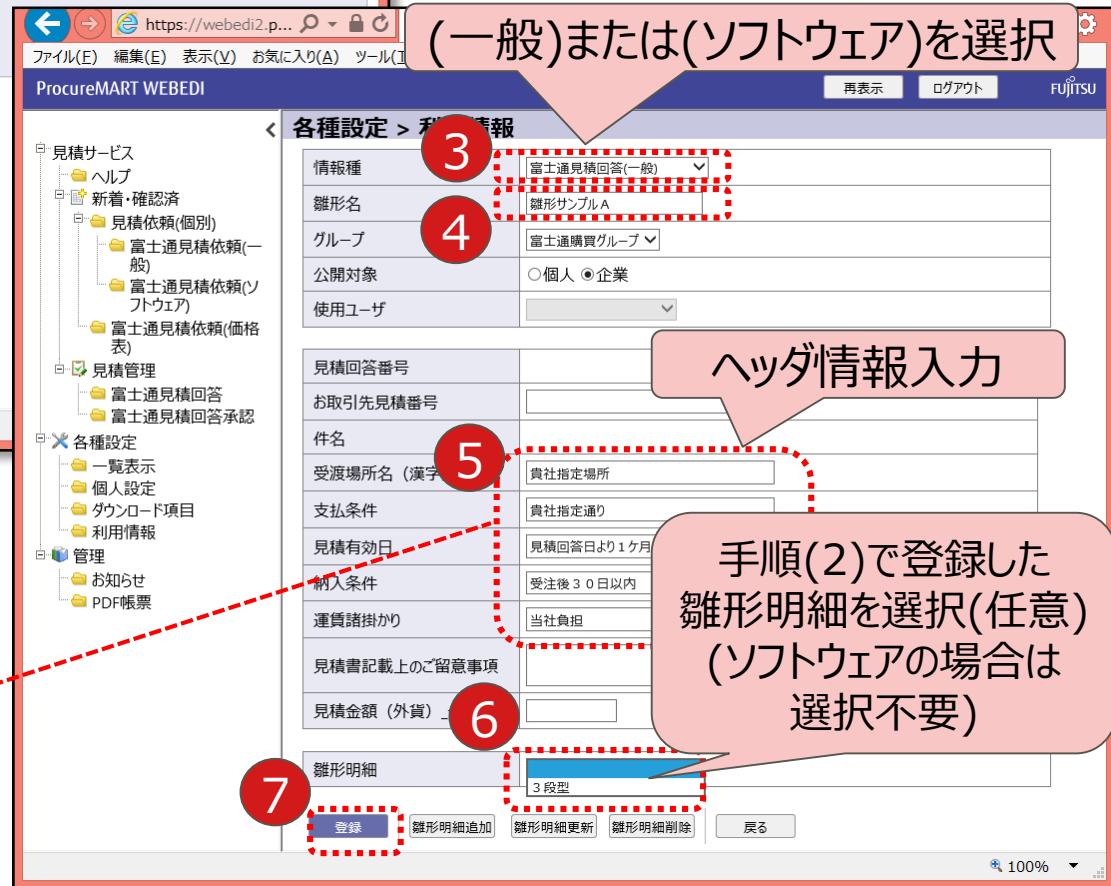 https://webedi2.p...
(一般)または(ソフトウェア)を選択
ファイル(F) 編集(E) 表示(V) お気に入り(A) ツール(T
ProcureMART WEBEDI
再表示
ログアウト
FUJITSU
見積サービス
ヘルプ
新着・確認済
見積依頼(個別)
富士通見積依頼(一
般)
富士通見積依頼(ソ
フトウェア)
富士通見積依頼(価格
表)
見積管理
富士通見積回答
富士通見積回答承認
各種設定
一覧表示
個人設定
ダウンロード項目
利用情報
管理
お知らせ
PDF帳票
各種設定 > 利 情報
③
情報種
富士通見積回答(一般)
④
雛形名
雛形サンプルA
グループ
富士通購買グループ
公開対象
○個人 ◉企業
使用ユーザ
ヘッダ情報入力
見積回答番号
お取引先見積番号
件名
⑤
受渡場所名（漢字
貴社指定場所
支払条件
貴社指定通り
見積有効日
見積回答日より1ケ月
納入条件
受注後30日以内
運賃諸掛かり
当社負担
見積書記載上のご留意事項
見積金額（外貨）_
手順(2)で登録した
雛形明細を選択(任意)
(ソフトウェアの場合は
選択不要)
⑥
雛形明細
3段型
⑦
登録
雛形明細追加
雛形明細更新
雛形明細削除
戻る
100%